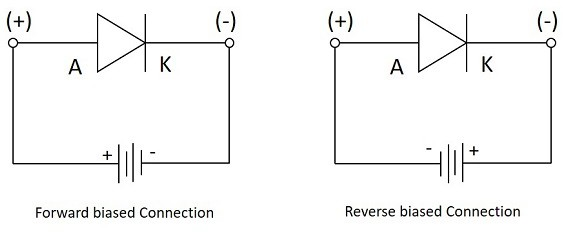 (+) (-) (+) (-)
A K A K
+ - - +
Forward biased Connection
Reverse biased Connection